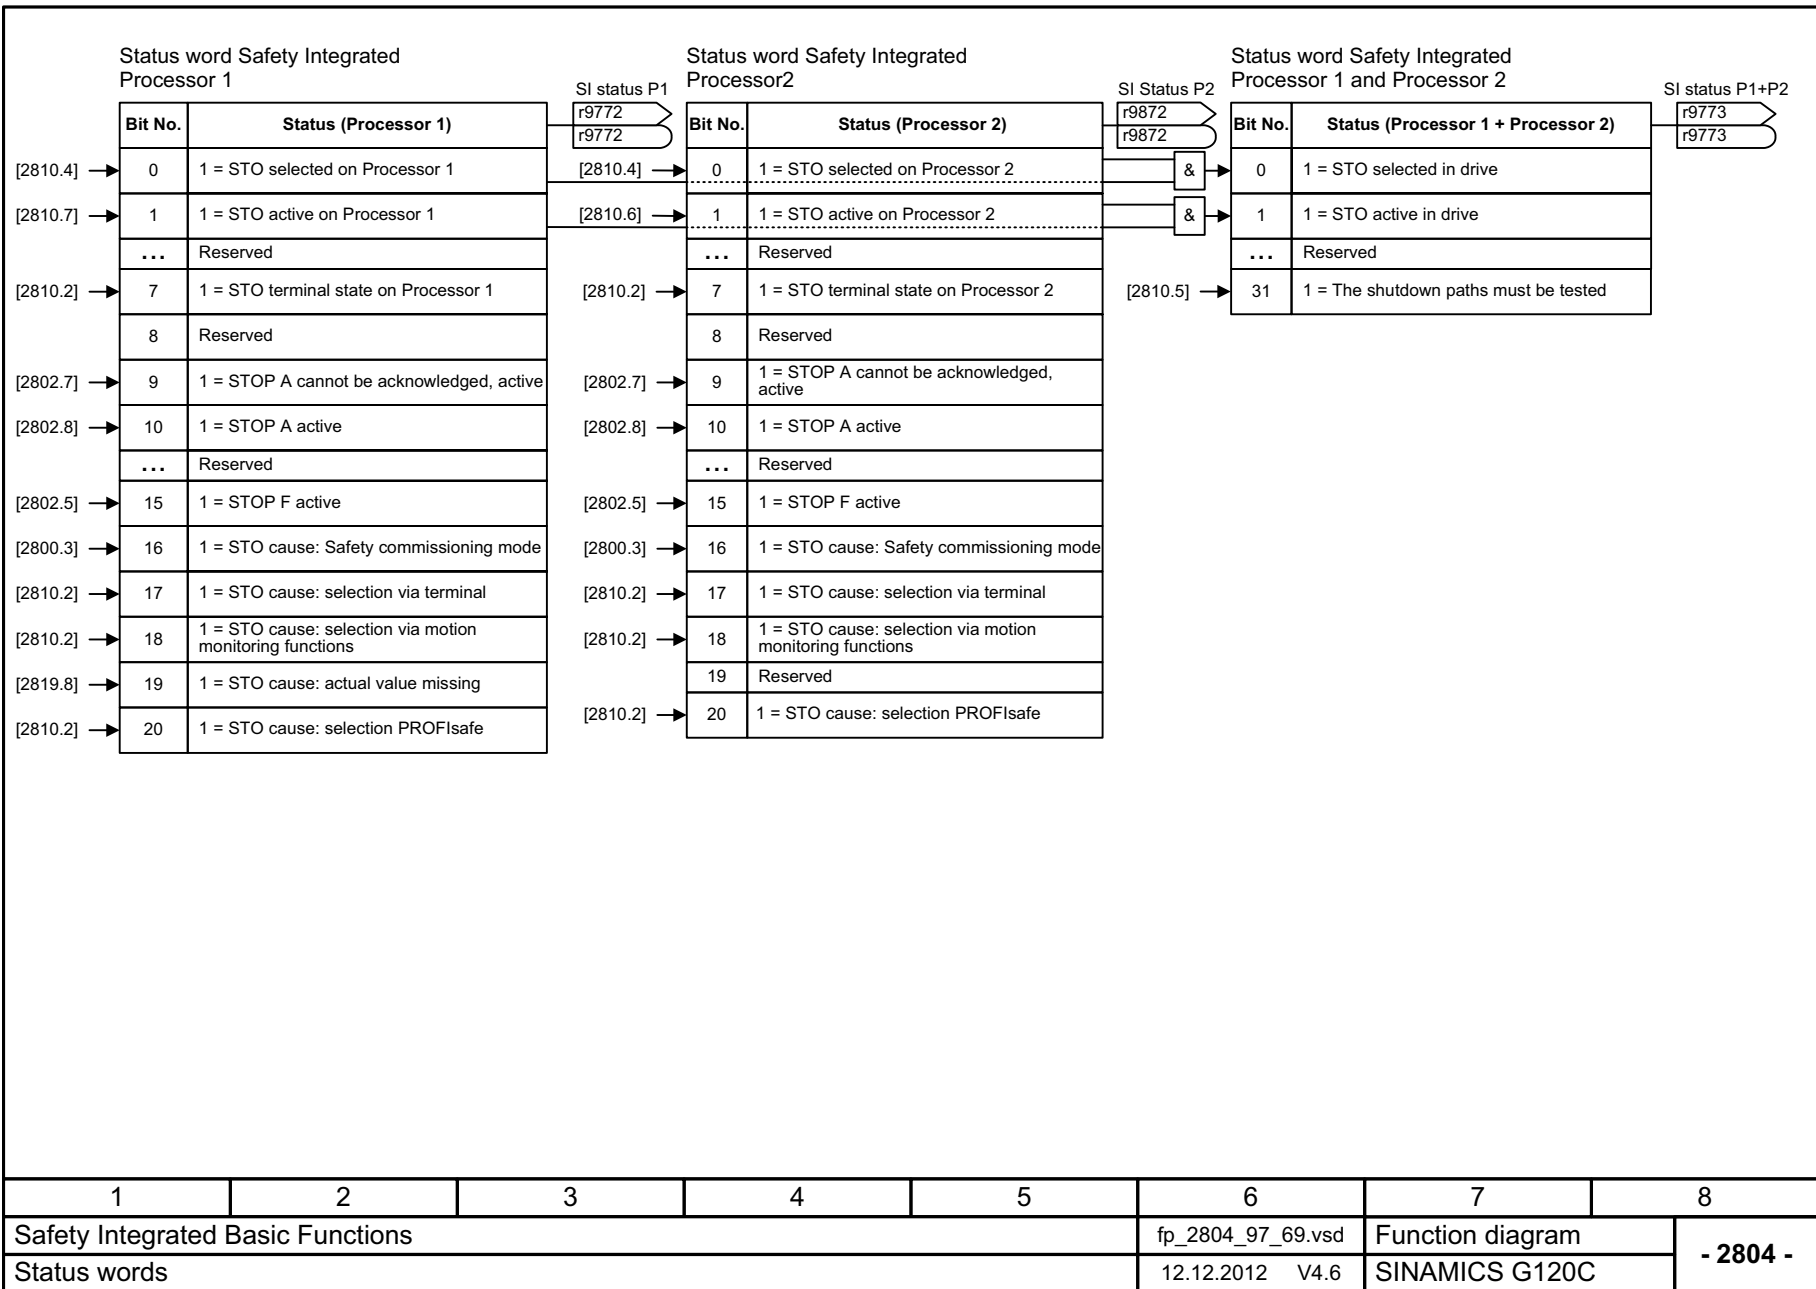 Status word Safety Integrated
Processor 1
SI status P1
r9772
r9772
Bit No. Status (Processor 1)
[2810.4] 0 1 = STO selected on Processor 1
[2810.7] 1 1 = STO active on Processor 1
... Reserved
[2810.2] 7 1 = STO terminal state on Processor 1
8 Reserved
[2802.7] 9 1 = STOP A cannot be acknowledged, active
[2802.8] 10 1 = STOP A active
... Reserved
[2802.5] 15 1 = STOP F active
[2800.3] 16 1 = STO cause: Safety commissioning mode
[2810.2] 17 1 = STO cause: selection via terminal
[2810.2] 18 1 = STO cause: selection via motion
monitoring functions
[2819.8] 19 1 = STO cause: actual value missing
[2810.2] 20 1 = STO cause: selection PROFIsafe
Status word Safety Integrated
Processor2
SI Status P2
r9872
r9872
Bit No. Status (Processor 2)
[2810.4] 0 1 = STO selected on Processor 2
&
[2810.6] 1 1 = STO active on Processor 2
&
... Reserved
[2810.2] 7 1 = STO terminal state on Processor 2
8 Reserved
[2802.7] 9 1 = STOP A cannot be acknowledged,
active
[2802.8] 10 1 = STOP A active
... Reserved
[2802.5] 15 1 = STOP F active
[2800.3] 16 1 = STO cause: Safety commissioning mode
[2810.2] 17 1 = STO cause: selection via terminal
[2810.2] 18 1 = STO cause: selection via motion
monitoring functions
19 Reserved
[2810.2] 20 1 = STO cause: selection PROFIsafe
Status word Safety Integrated
Processor 1 and Processor 2
SI status P1+P2
r9773
r9773
Bit No. Status (Processor 1 + Processor 2)
0 1 = STO selected in drive
1 1 = STO active in drive
... Reserved
[2810.5] 31 1 = The shutdown paths must be tested
1 2 3 4 5 6 7 8
Safety Integrated Basic Functions fp_2804_97_69.vsd Function diagram
- 2804 -
Status words 12.12.2012 V4.6 SINAMICS G120C